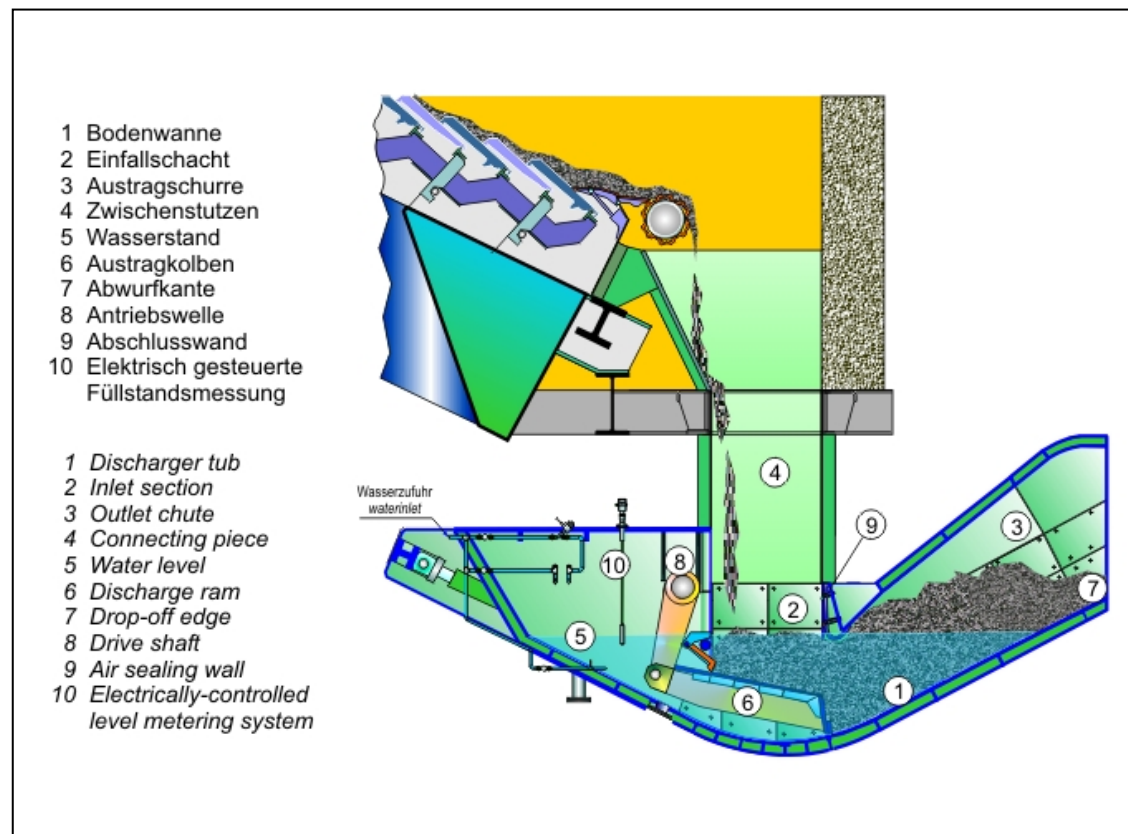 1 Bodenwanne
2 Einfallschacht
3 Austragschurre
4 Zwischenstutzen
5 Wasserstand
6 Austragkolben
7 Abwurfkante
8 Antriebswelle
9 Abschlusswand
10 Elektrisch gesteuerte
Füllstandsmessung
1 Discharger tub
2 Inlet section
3 Outlet chute
4 Connecting piece
5 Water level
6 Discharge ram
7 Drop-off edge
8 Drive shaft
9 Air sealing wall
10 Electrically-controlled
level metering system
Wasserzufuhr
waterinlet
4
9
3
10
8
7
2
5
1
6